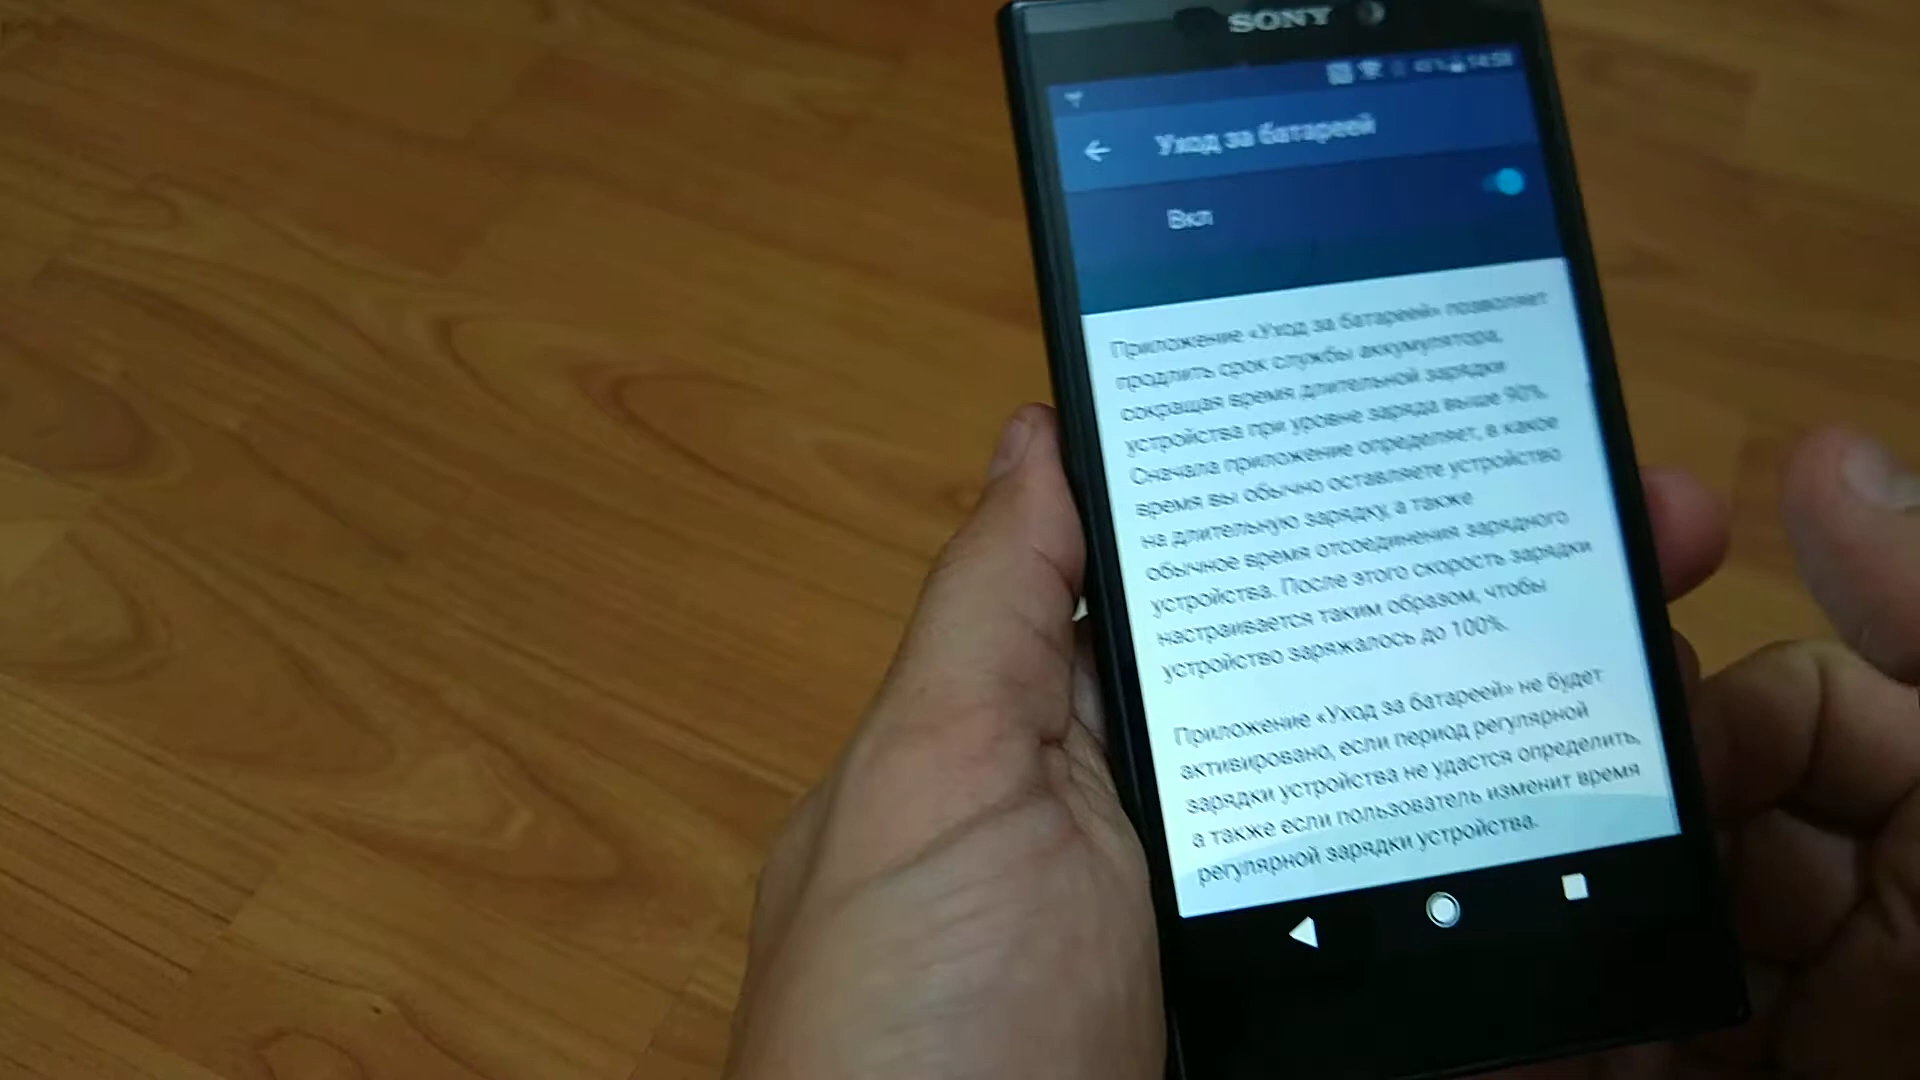 SONY
14:58
Уход за батареей
Вкл
Приложение «Уход за батареей» позволяет
продлить срок службы аккумулятора,
сокращая время длительной зарядки
устройства при уровне заряда выше 90%.
Сначала приложение определяет, в какое
время вы обычно оставляете устройство
на длительную зарядку, а также
обычное время отсоединения зарядного
устройства. После этого скорость зарядки
настраивается таким образом, чтобы
устройство заряжалось до 100%.
Приложение «Уход за батареей» не будет
активировано, если период регулярной
зарядки устройства не удастся определить,
а также если пользователь изменит время
регулярной зарядки устройства.